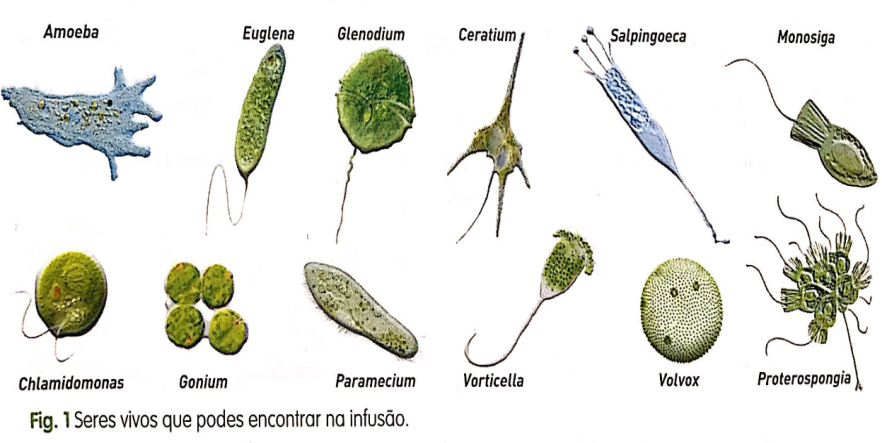 Amoeba
Euglena
Glenodium
Ceratium
Salpingoeca
Monosiga
Chlamidomonas
Gonium
Paramecium
Vorticella
Volvox
Proterospongia
Fig. 1 Seres vivos que podes encontrar na infusão.